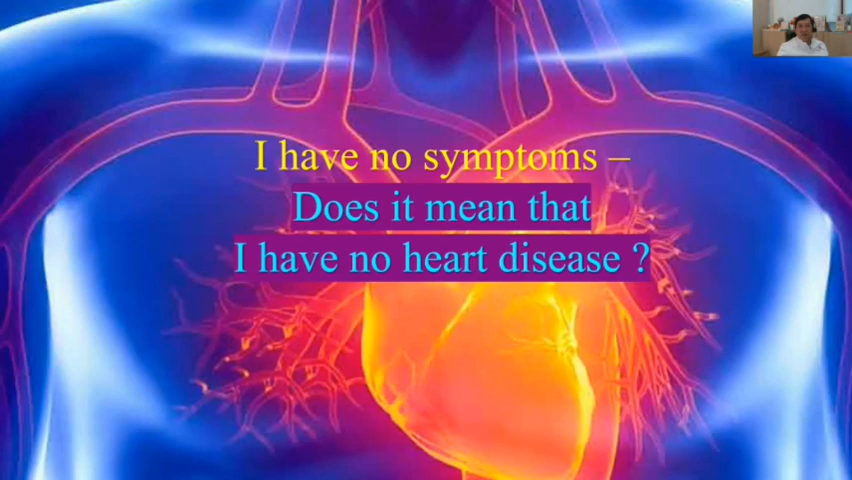 I have no symptoms –
Does it mean that
I have no heart disease ?